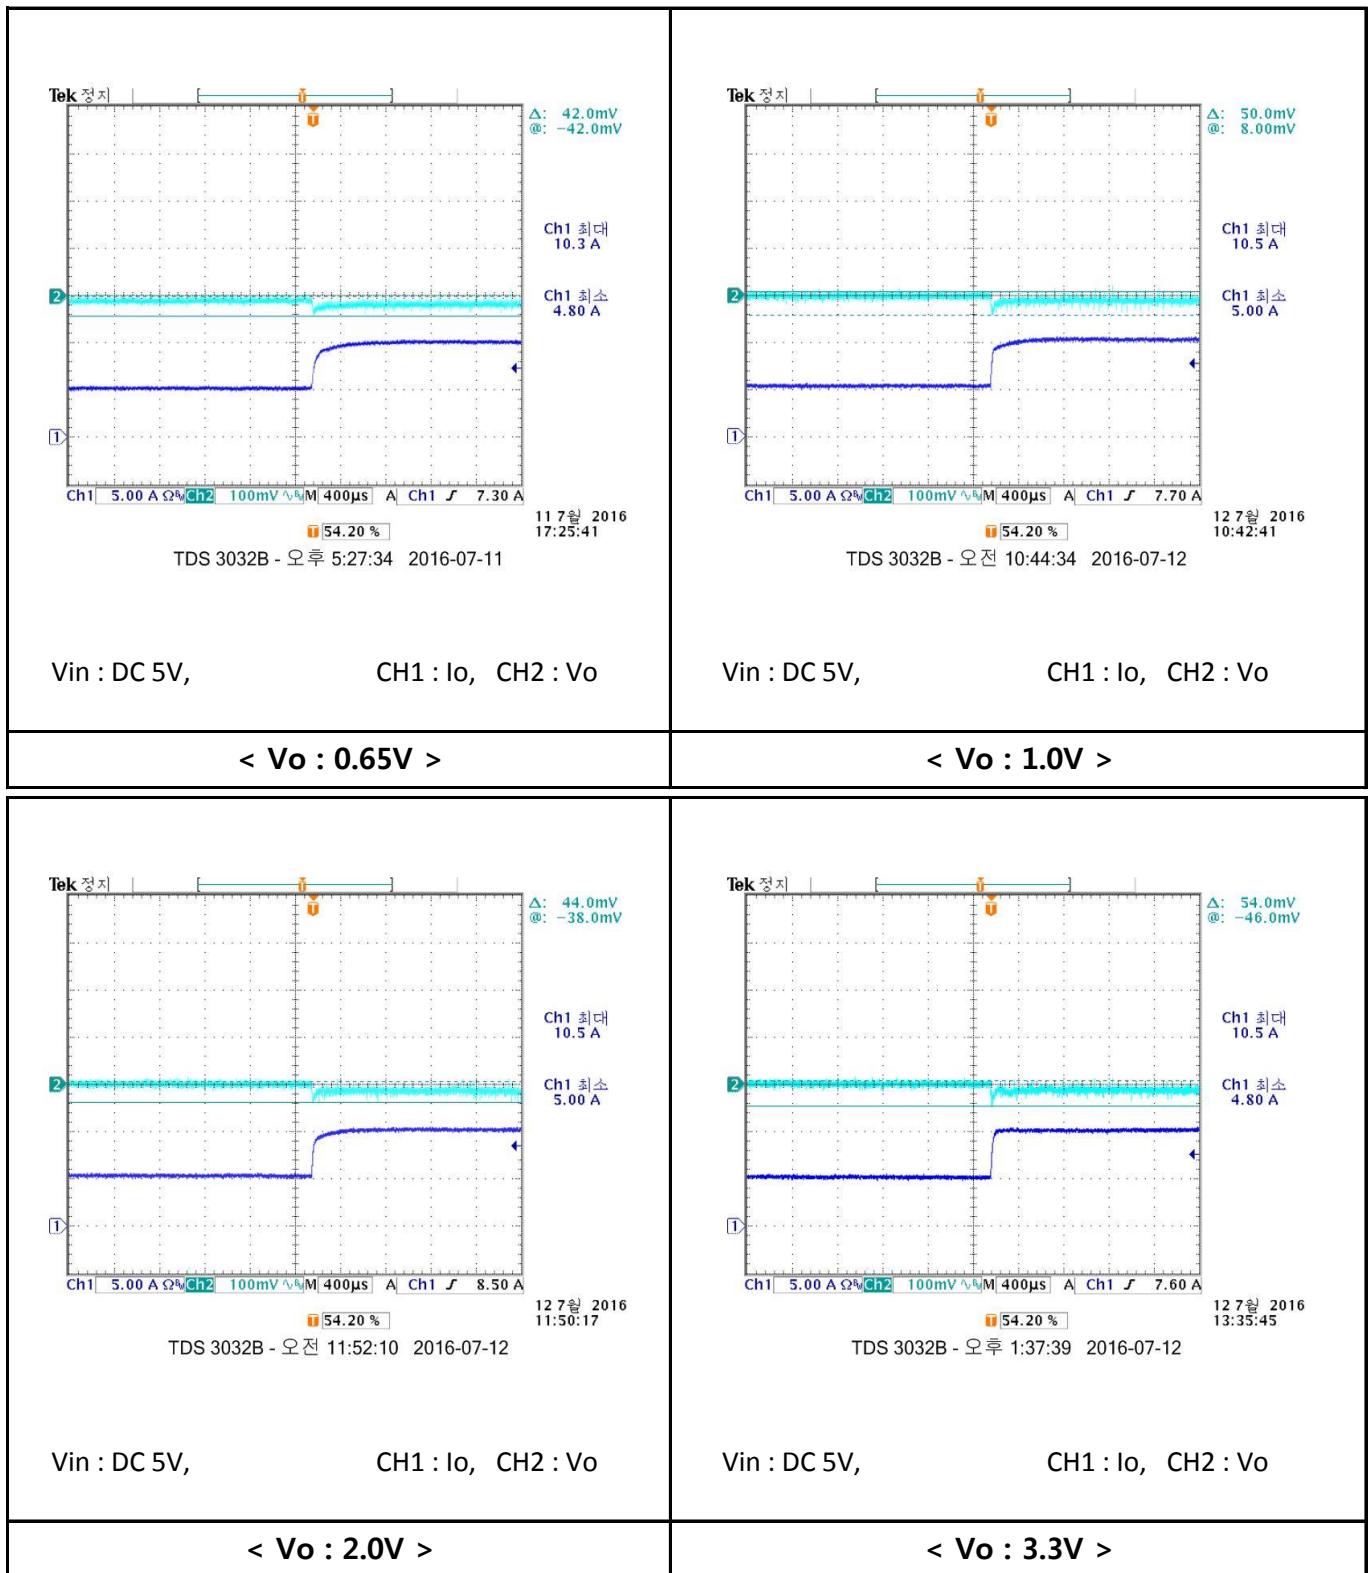 Tek 정지
T
T
Δ: 42.0mV
@: −42.0mV
Ch1 최대
10.3 A
2
Ch1 최소
4.80 A
1
Ch1 5.00 A Ω Ch2 100mV M 400µs A Ch1 7.30 A
11 7월 2016
17:25:41
T 54.20 %
TDS 3032B - 오후 5:27:34 2016-07-11
Vin : DC 5V, CH1 : Io, CH2 : Vo
< Vo : 0.65V >
Tek 정지
T
T
Δ: 50.0mV
@: 8.00mV
Ch1 최대
10.5 A
2
Ch1 최소
5.00 A
1
Ch1 5.00 A Ω Ch2 100mV M 400µs A Ch1 7.70 A
12 7월 2016
10:42:41
T 54.20 %
TDS 3032B - 오전 10:44:34 2016-07-12
Vin : DC 5V, CH1 : Io, CH2 : Vo
< Vo : 1.0V >
Tek 정지
T
T
Δ: 44.0mV
@: −38.0mV
Ch1 최대
10.5 A
2
Ch1 최소
5.00 A
1
Ch1 5.00 A Ω Ch2 100mV M 400µs A Ch1 8.50 A
12 7월 2016
11:50:17
T 54.20 %
TDS 3032B - 오전 11:52:10 2016-07-12
Vin : DC 5V, CH1 : Io, CH2 : Vo
< Vo : 2.0V >
Tek 정지
T
T
Δ: 54.0mV
@: −46.0mV
Ch1 최대
10.5 A
2
Ch1 최소
4.80 A
1
Ch1 5.00 A Ω Ch2 100mV M 400µs A Ch1 7.60 A
12 7월 2016
13:35:45
T 54.20 %
TDS 3032B - 오후 1:37:39 2016-07-12
Vin : DC 5V, CH1 : Io, CH2 : Vo
< Vo : 3.3V >